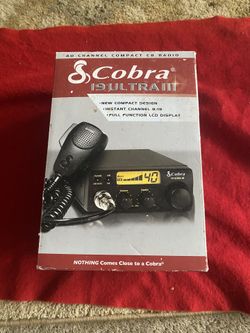 40 CHANNEL COMPACT CB RADIO
Cobra
19 ULTRA III
•NEW COMPACT DESIGN
•INSTANT CHANNEL 9/19
•FULL FUNCTION LCD DISPLAY
40
Cobra
NOTHING Comes Close to a Cobra®